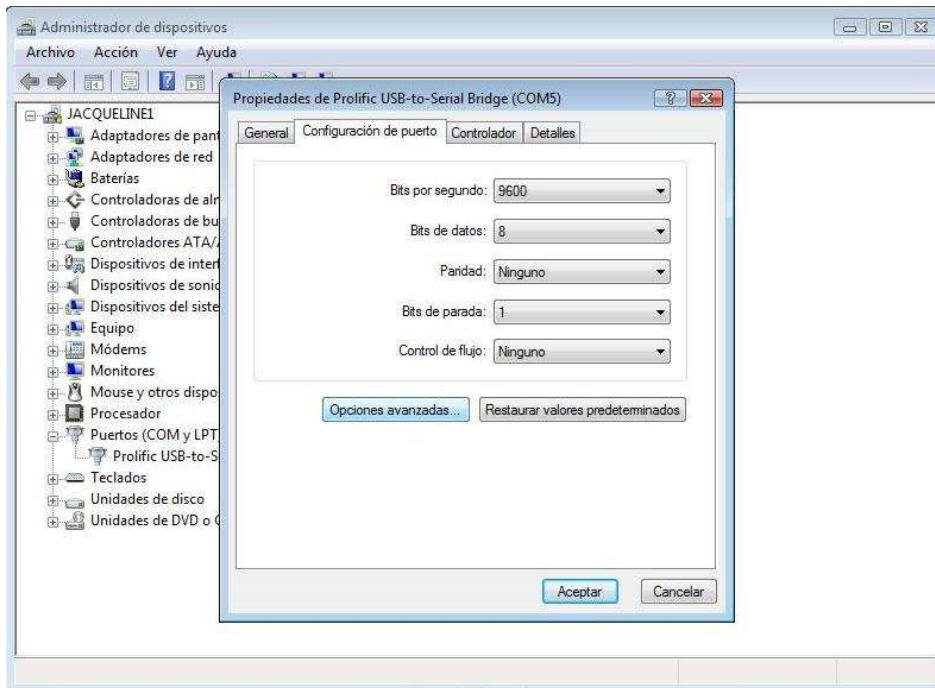 Administrador de dispositivos
Archivo Acción Ver Ayuda
Propiedades de Prolific USB-to-Serial Bridge (COM5)
General Configuración de puerto Controlador Detalles
Bits por segundo: 9600
Bits de datos: 8
Paridad: Ninguno
Bits de parada: 1
Control de flujo: Ninguno
Opciones avanzadas... Restaurar valores predeterminados
Aceptar Cancelar
JACQUELINE1
Adaptadores de pant
Adaptadores de red
Baterías
Controladoras de alr
Controladoras de bu
Controladores ATA/
Dispositivos de interf
Dispositivos de sonic
Dispositivos del siste
Equipo
Módems
Monitores
Mouse y otros dispo
Procesador
Puertos (COM y LPT
Prolific USB-to-S
Teclados
Unidades de disco
Unidades de DVD o C